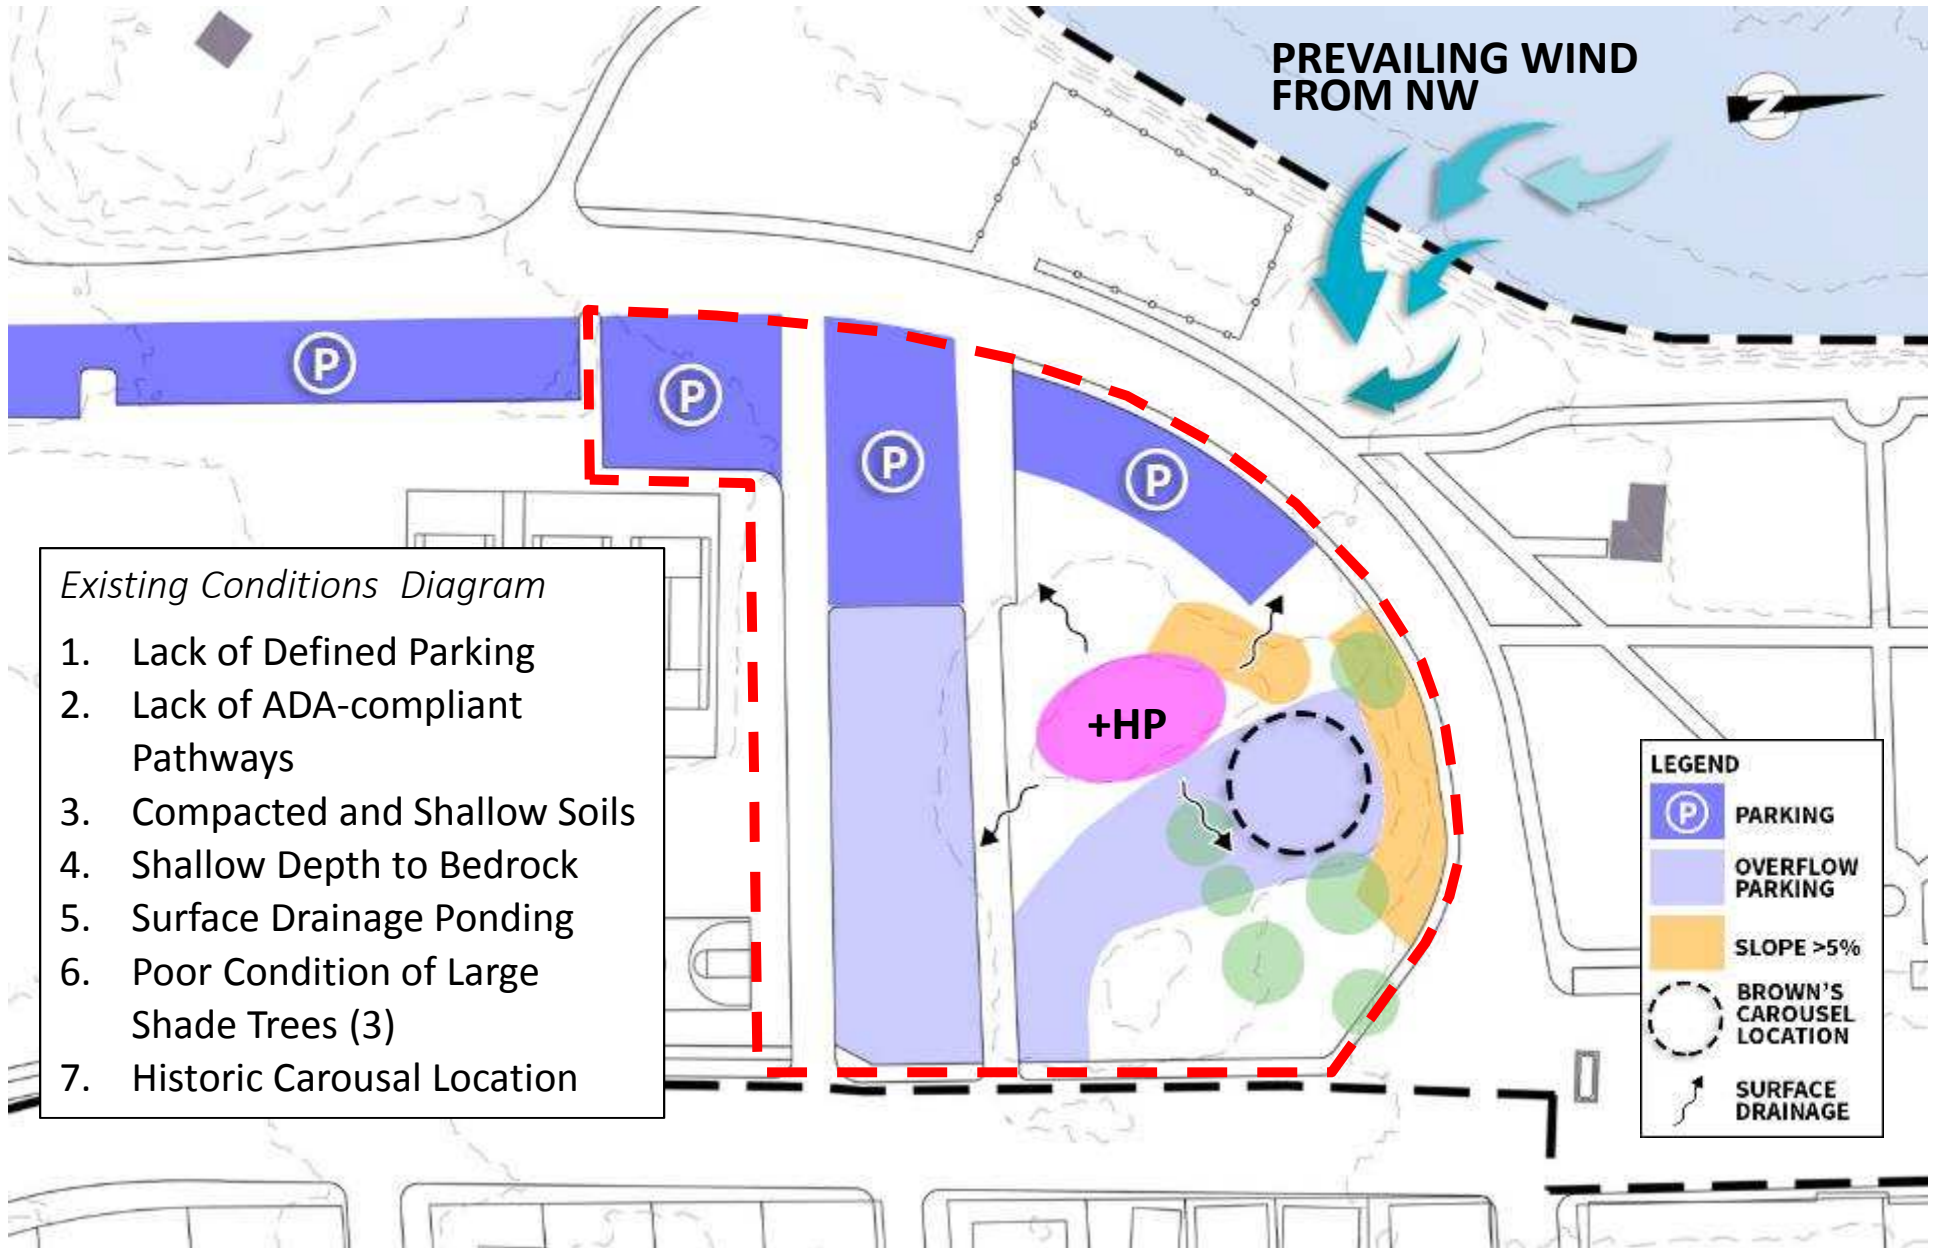 PREVAILING WIND
FROM NW
Z
P
P
P
P
Existing Conditions Diagram
1. Lack of Defined Parking
2. Lack of ADA-compliant
Pathways
3. Compacted and Shallow Soils
4. Shallow Depth to Bedrock
5. Surface Drainage Ponding
6. Poor Condition of Large
Shade Trees (3)
7. Historic Carousal Location
+HP
LEGEND
P PARKING
OVERFLOW
PARKING
SLOPE >5%
BROWN'S
CAROUSEL
LOCATION
SURFACE
DRAINAGE